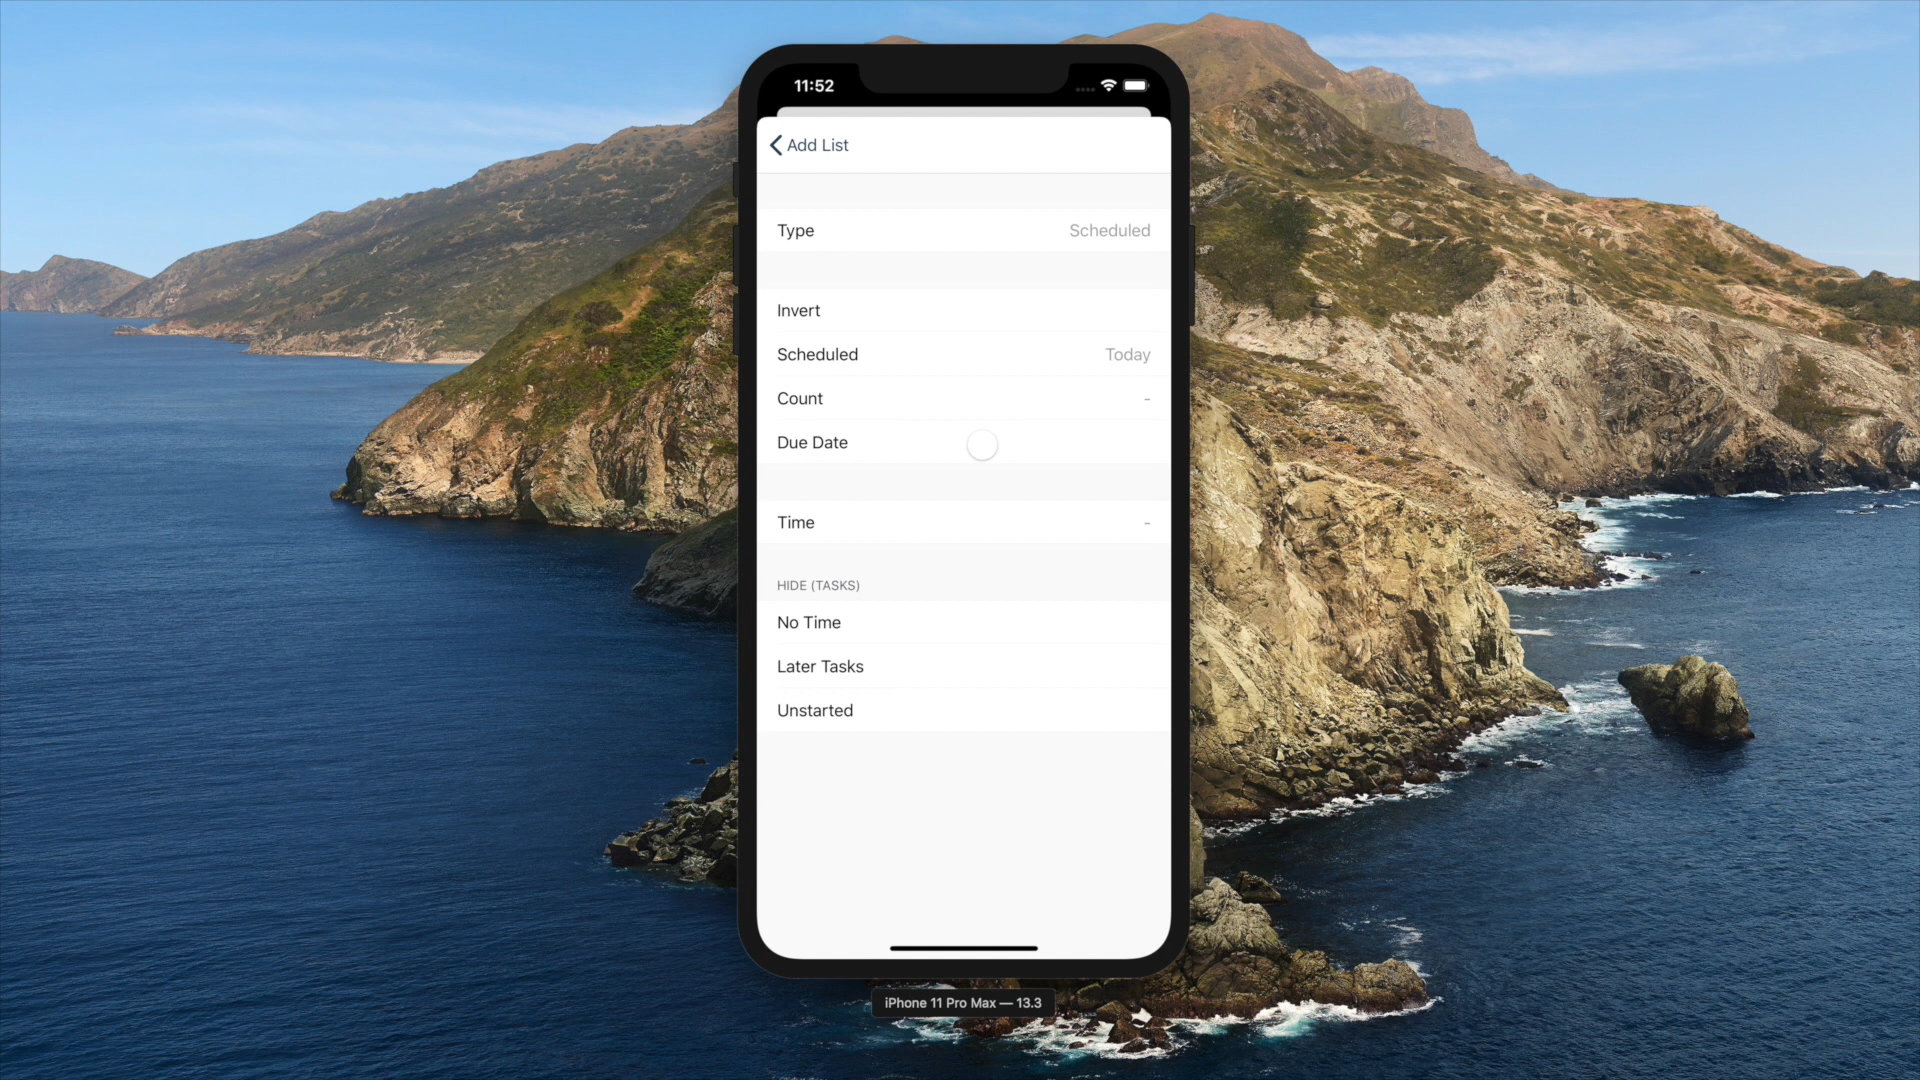 11:52
Add List
Type Scheduled
Invert
Scheduled Today
Count -
Due Date
Time -
HIDE (TASKS)
No Time
Later Tasks
Unstarted
iPhone 11 Pro Max — 13.3